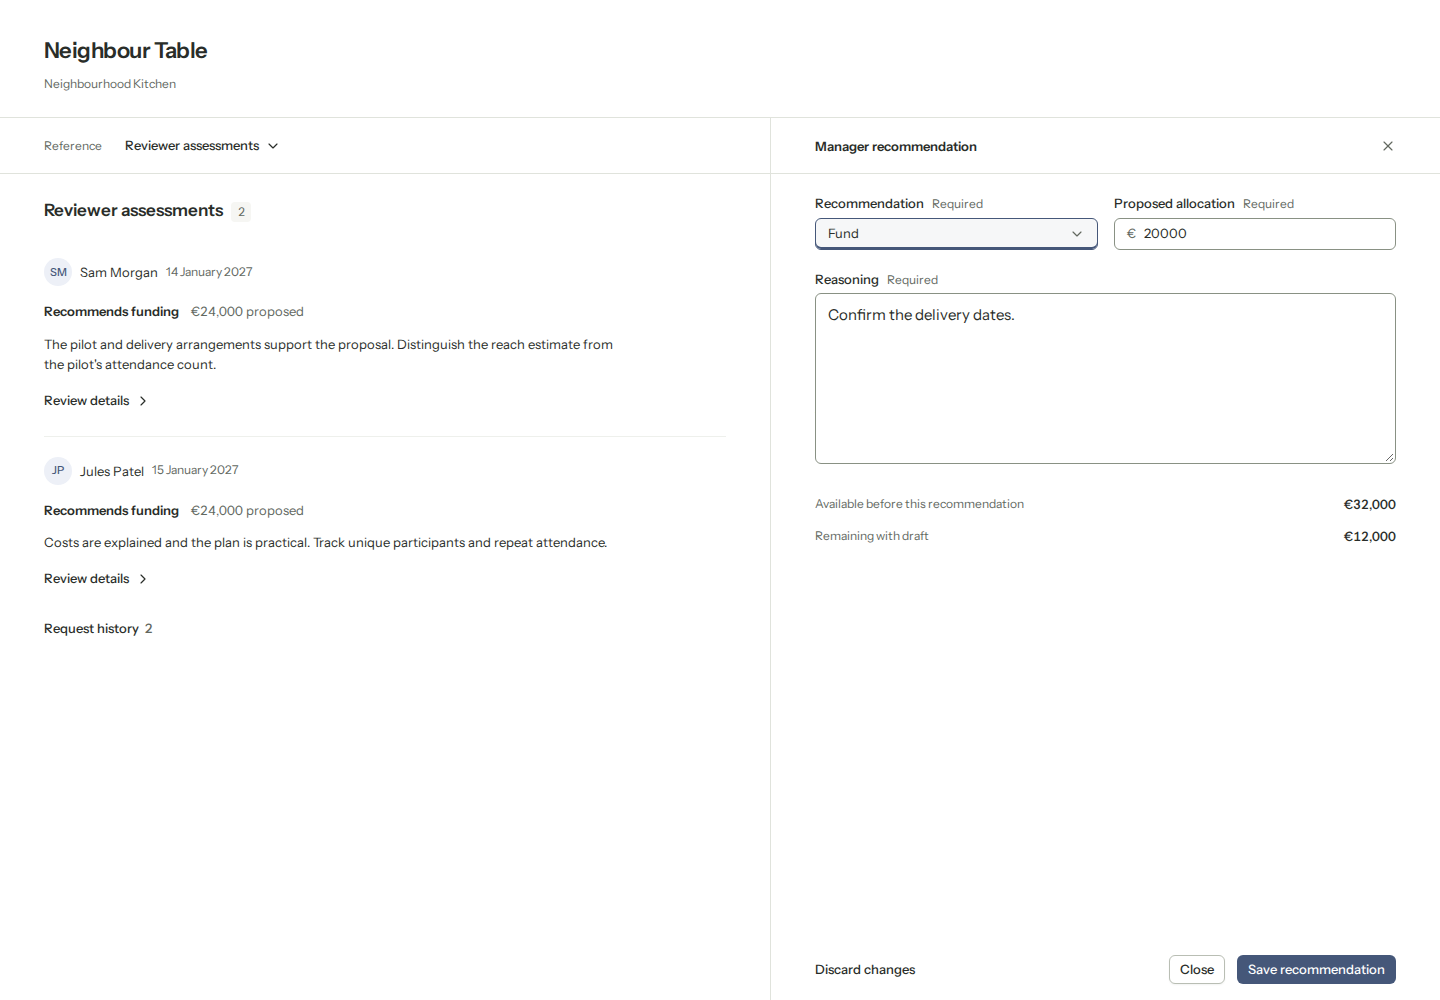 Neighbour Table
Neighbourhood Kitchen
Reference Reviewer assessments
Reviewer assessments 2
SM Sam Morgan 14 January 2027
Recommends funding €24,000 proposed
The pilot and delivery arrangements support the proposal. Distinguish the reach estimate from
the pilot's attendance count.
Review details
JP Jules Patel 15 January 2027
Recommends funding €24,000 proposed
Costs are explained and the plan is practical. Track unique participants and repeat attendance.
Review details
Request history 2
Manager recommendation
Recommendation Required
Fund
Proposed allocation Required
€ 20000
Reasoning Required
Confirm the delivery dates.
Available before this recommendation €32,000
Remaining with draft €12,000
Discard changes Close Save recommendation